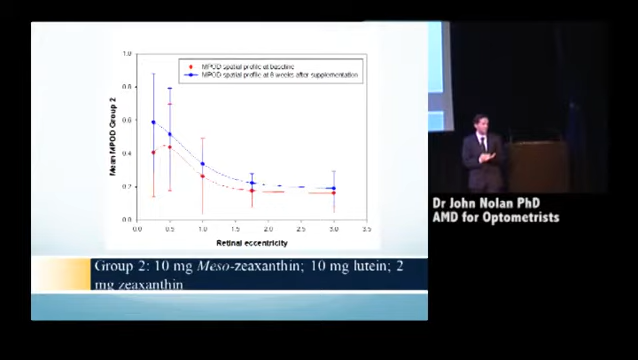 MPOD spatial profile at baseline
MPOD spatial profile at 8 weeks after supplementation
Mean MPOD Group 2
1.0
0.8
0.6
0.4
0.2
0.0
0.0 0.5 1.0 1.5 2.0 2.5 3.0 3.5
Retinal eccentricity
Group 2: 10 mg Meso-zeaxanthin; 10 mg lutein; 2
mg zeaxanthin
Dr John Nolan PhD
AMD for Optometrists